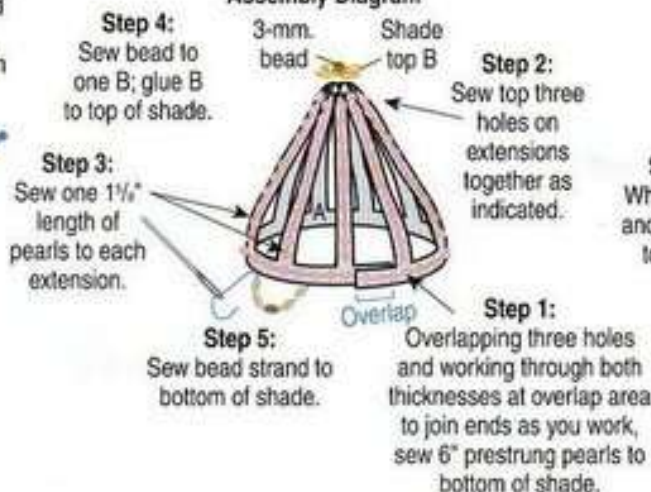 Assembly Diagram
Step 4:
Sew bead to
one B; glue B
to top of shade.
3-mm.
bead
Shade
top B
Step 2:
Sew top three
holes on
extensions
together as
indicated.
Step 3:
Sew one 1⅝"
length of
pearls to each
extension.
A
Overlap
Step 5:
Sew bead strand to
bottom of shade.
Step 1:
Overlapping three holes
and working through both
thicknesses at overlap area
to join ends as you work,
sew 6" prestrung pearls to
bottom of shade.